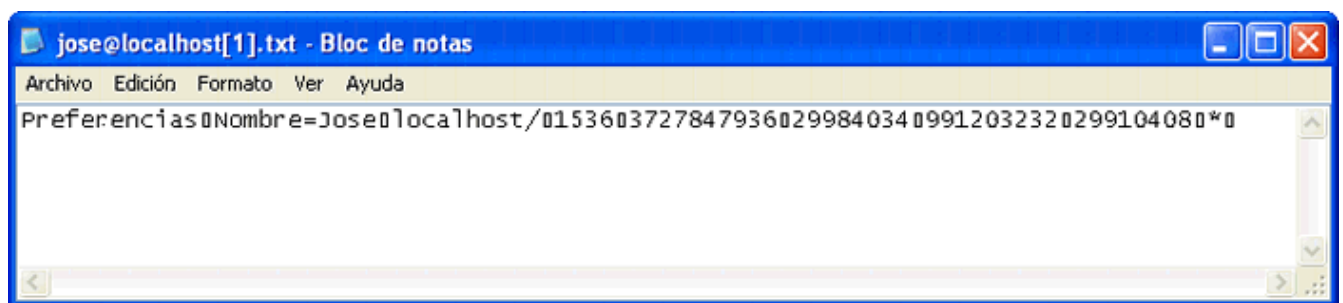 jose@localhost[1].txt - Bloc de notas
Archivo Edición Formato Ver Ayuda
Preferencias▯Nombre=Jose▯localhost/▯1536▯3727847936▯29984034▯991203232▯29910408▯*▯